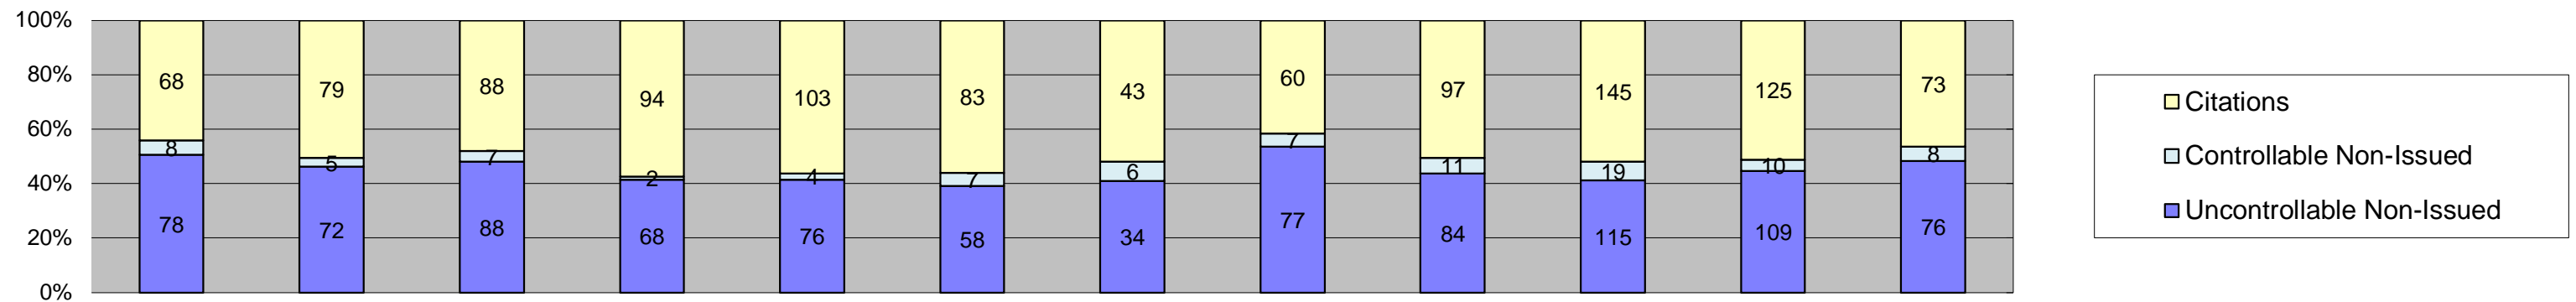 100%
80%
60%
40%
20%
0%
68 79 88 94 103 83 43 60 97 145 125 73
8 5 7 2 4 7 6 7 11 19 10 8
78 72 88 68 76 58 34 77 84 115 109 76
Citations
Controllable Non-Issued
Uncontrollable Non-Issued